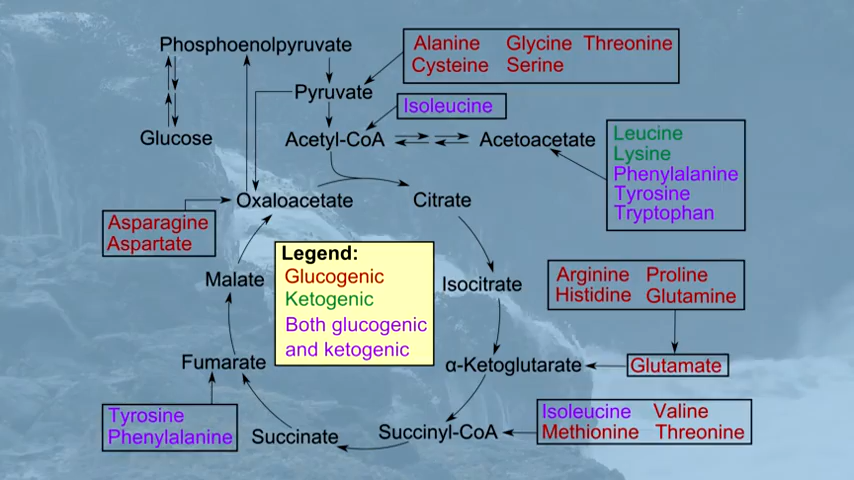 Phosphoenolpyruvate
Alanine Glycine Threonine
Cysteine Serine
Pyruvate
Isoleucine
Glucose
Acetyl-CoA
Acetoacetate
Leucine
Lysine
Phenylalanine
Tyrosine
Tryptophan
Oxaloacetate
Citrate
Asparagine
Aspartate
Legend:
Glucogenic
Ketogenic
Both glucogenic
and ketogenic
Malate
Isocitrate
Arginine Proline
Histidine Glutamine
Fumarate
α-Ketoglutarate
Glutamate
Tyrosine
Phenylalanine
Succinate
Succinyl-CoA
Isoleucine Valine
Methionine Threonine